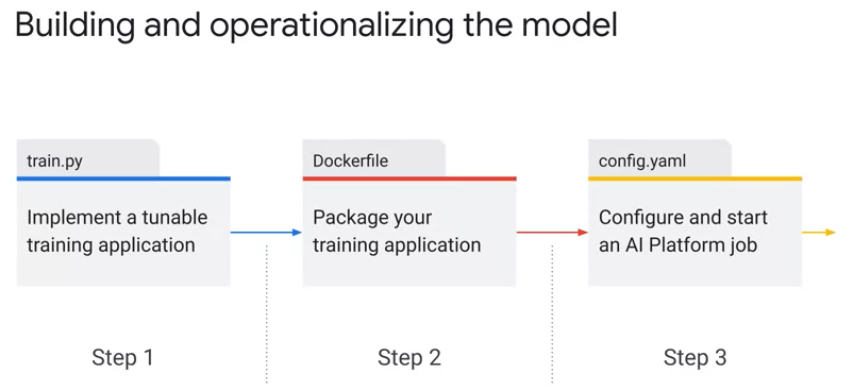 Building and operationalizing the model
train.py
Implement a tunable
training application
Step 1
Dockerfile
Package your
training application
Step 2
config.yaml
Configure and start
an AI Platform job
Step 3